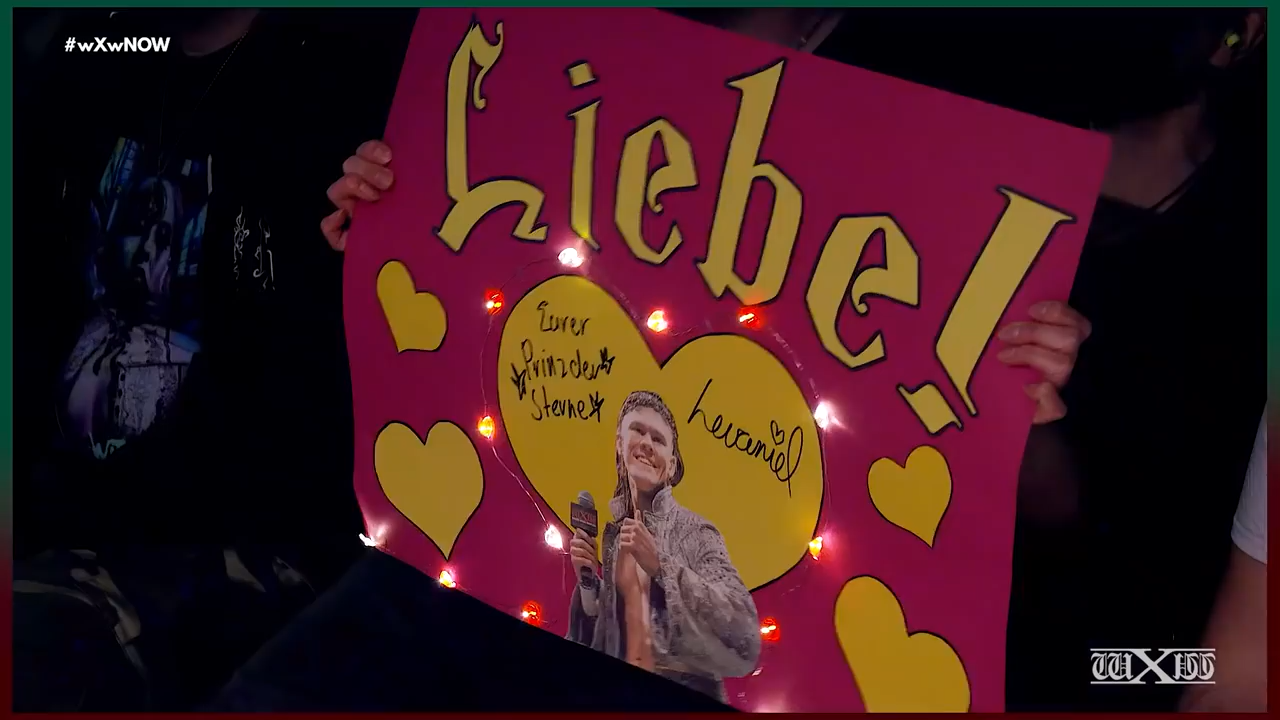 #wXwNOW
Liebe!
Eurer
Prinz der
Sterne
Levaniel
WXW